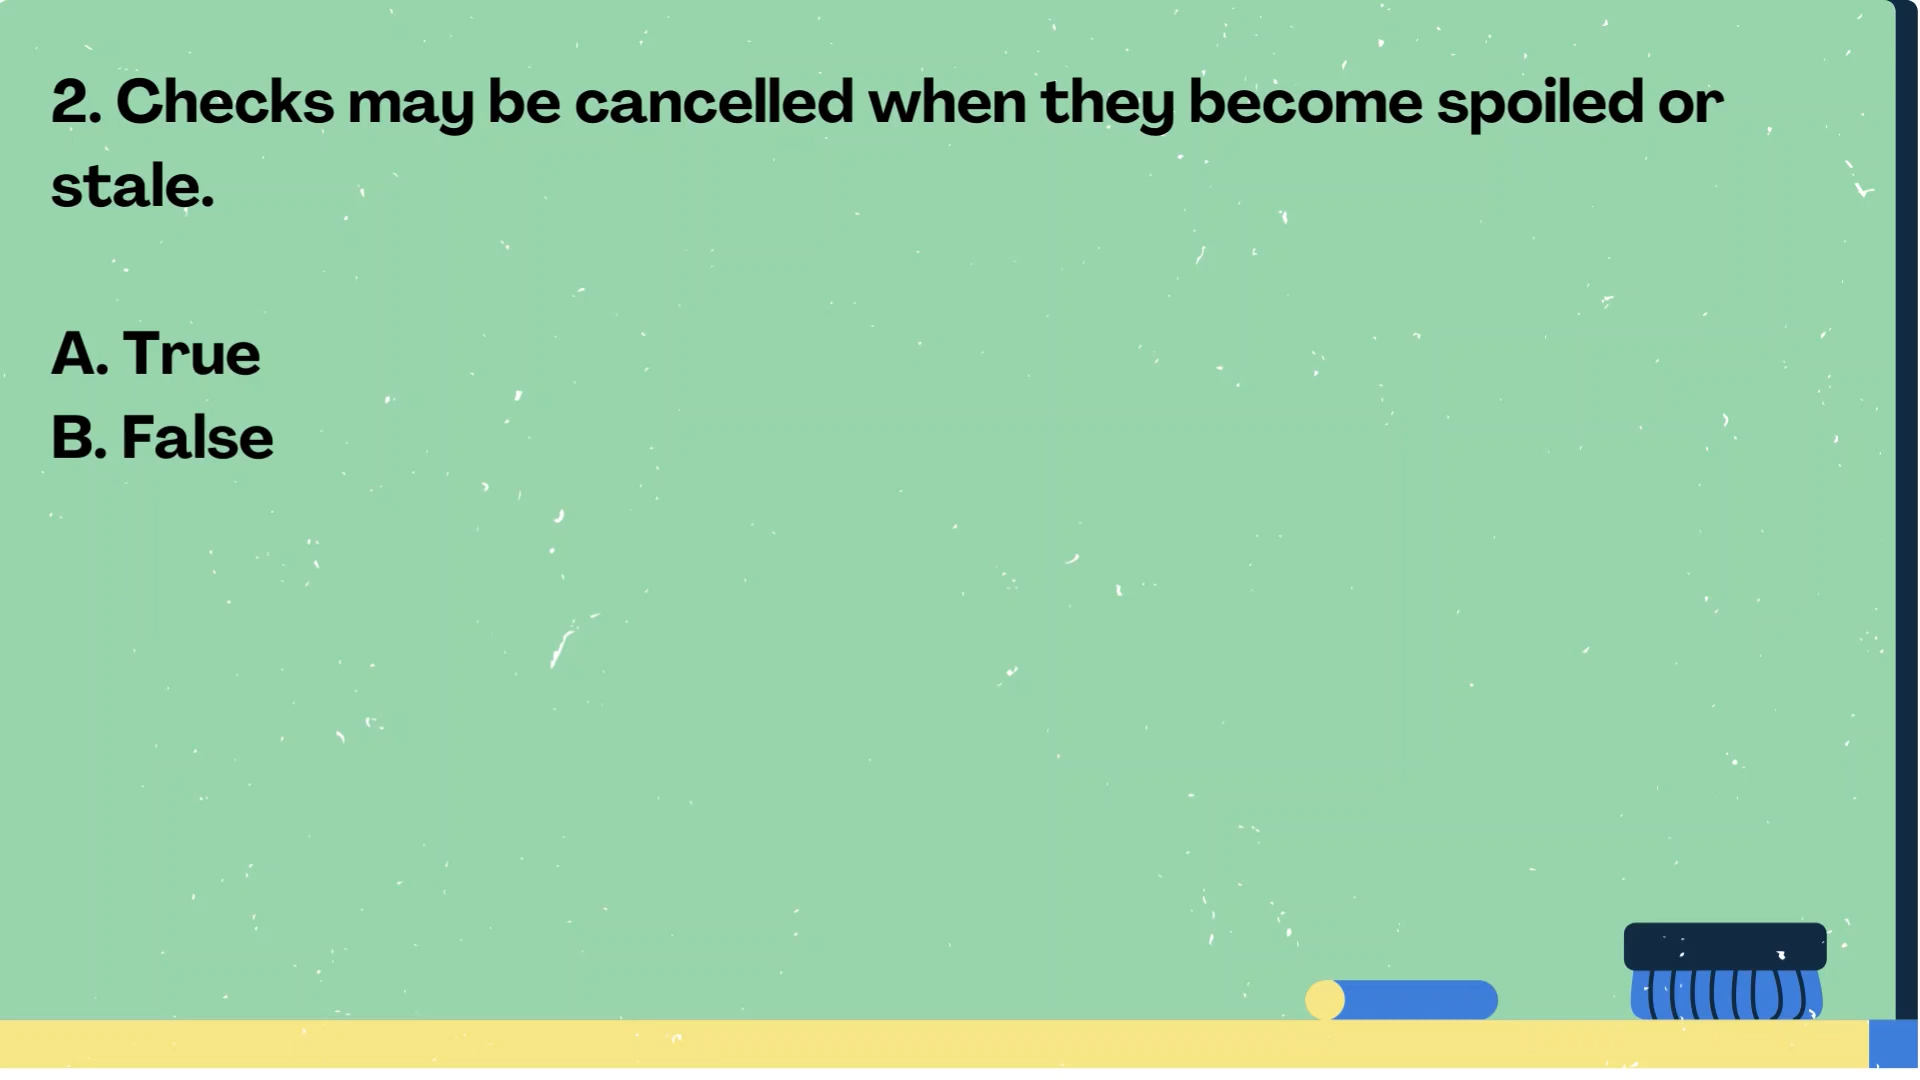 2. Checks may be cancelled when they become spoiled or
stale.
A. True
B. False